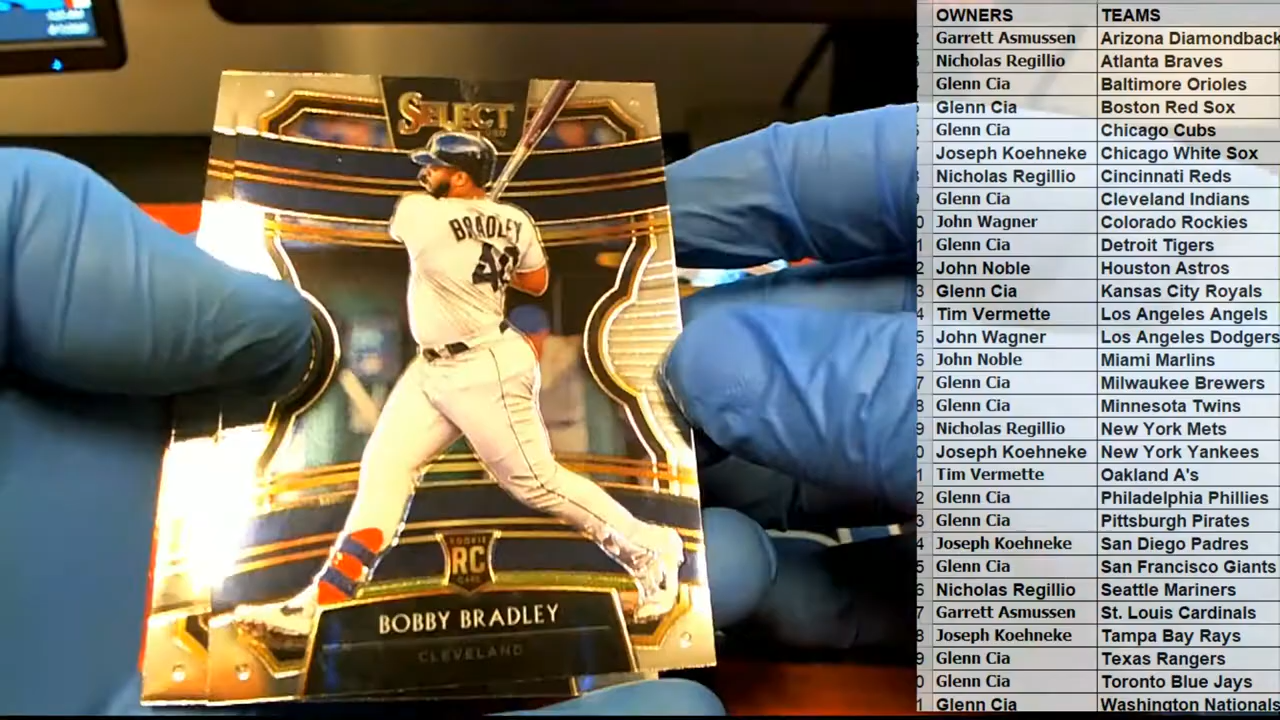 SELECT
BRADLEY
40
ROOKIE
RC
CARD
BOBBY BRADLEY
CLEVELAND
OWNERS TEAMS
Garrett Asmussen Arizona Diamondback
Nicholas Regillio Atlanta Braves
Glenn Cia Baltimore Orioles
Glenn Cia Boston Red Sox
Glenn Cia Chicago Cubs
Joseph Koehneke Chicago White Sox
Nicholas Regillio Cincinnati Reds
Glenn Cia Cleveland Indians
John Wagner Colorado Rockies
Glenn Cia Detroit Tigers
John Noble Houston Astros
Glenn Cia Kansas City Royals
Tim Vermette Los Angeles Angels
John Wagner Los Angeles Dodgers
John Noble Miami Marlins
Glenn Cia Milwaukee Brewers
Glenn Cia Minnesota Twins
Nicholas Regillio New York Mets
Joseph Koehneke New York Yankees
Tim Vermette Oakland A's
Glenn Cia Philadelphia Phillies
Glenn Cia Pittsburgh Pirates
Joseph Koehneke San Diego Padres
Glenn Cia San Francisco Giants
Nicholas Regillio Seattle Mariners
Garrett Asmussen St. Louis Cardinals
Joseph Koehneke Tampa Bay Rays
Glenn Cia Texas Rangers
Glenn Cia Toronto Blue Jays
Glenn Cia Washington Nationals